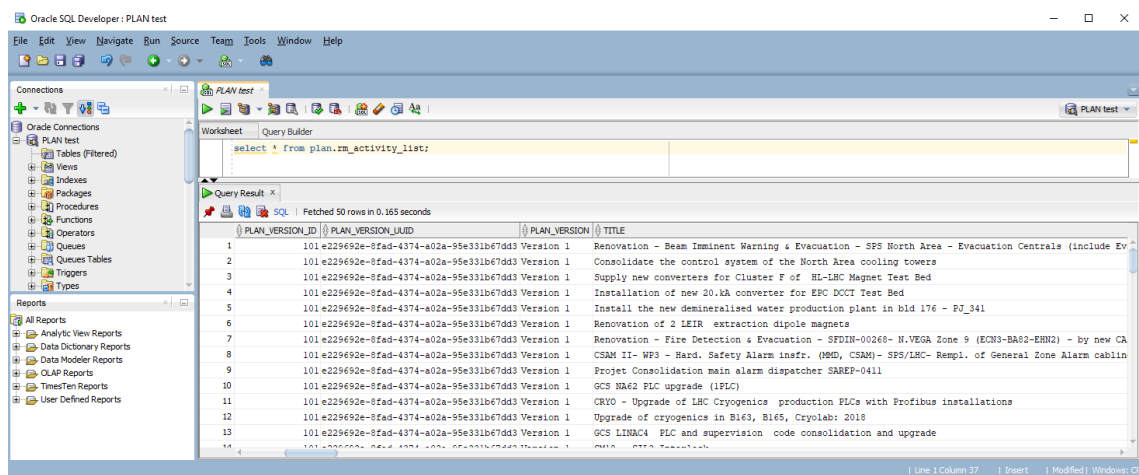 Oracle SQL Developer : PLAN test
File Edit View Navigate Run Source Team Tools Window Help
Connections
PLAN test
PLAN test
Oracle Connections
PLAN test
Tables (Filtered)
Views
Indexes
Packages
Procedures
Functions
Operators
Queues
Queues Tables
Triggers
Types
Reports
All Reports
Analytic View Reports
Data Dictionary Reports
Data Modeler Reports
OLAP Reports
TimesTen Reports
User Defined Reports
Worksheet Query Builder
select * from plan.rm_activity_list;
Query Result x
SQL | Fetched 50 rows in 0.165 seconds
PLAN_VERSION_ID PLAN_VERSION_UUID PLAN_VERSION TITLE
1 101 e229692e-8fad-4374-a02a-95e331b67dd3 Version 1 Renovation - Beam Imminent Warning & Evacuation - SPS North Area - Evacuation Centrals (include Ev
2 101 e229692e-8fad-4374-a02a-95e331b67dd3 Version 1 Consolidate the control system of the North Area cooling towers
3 101 e229692e-8fad-4374-a02a-95e331b67dd3 Version 1 Supply new converters for Cluster F of HL-LHC Magnet Test Bed
4 101 e229692e-8fad-4374-a02a-95e331b67dd3 Version 1 Installation of new 20.kA converter for EPC DCCT Test Bed
5 101 e229692e-8fad-4374-a02a-95e331b67dd3 Version 1 Install the new demineralised water production plant in bld 176 - PJ_341
6 101 e229692e-8fad-4374-a02a-95e331b67dd3 Version 1 Renovation of 2 LEIR extraction dipole magnets
7 101 e229692e-8fad-4374-a02a-95e331b67dd3 Version 1 Renovation - Fire Detection & Evacuation - SFDIN-00268- N.VEGA Zone 9 (ECN3-BA82-EHN2) - by new CA
8 101 e229692e-8fad-4374-a02a-95e331b67dd3 Version 1 CSAM II- WP3 - Hard. Safety Alarm insfr. (MMD, CSAM)- SPS/LHC- Rempl. of General Zone Alarm cablin
9 101 e229692e-8fad-4374-a02a-95e331b67dd3 Version 1 Projet Consolidation main alarm dispatcher SAREP-0411
10 101 e229692e-8fad-4374-a02a-95e331b67dd3 Version 1 GCS NA62 PLC upgrade (1PLC)
11 101 e229692e-8fad-4374-a02a-95e331b67dd3 Version 1 CRYO - Upgrade of LHC Cryogenics production PLCs with Profibus installations
12 101 e229692e-8fad-4374-a02a-95e331b67dd3 Version 1 Upgrade of cryogenics in B163, B165, Cryolab: 2018
13 101 e229692e-8fad-4374-a02a-95e331b67dd3 Version 1 GCS LINAC4 PLC and supervision code consolidation and upgrade
Line 1 Column 37 | Insert | Modified | Windows: